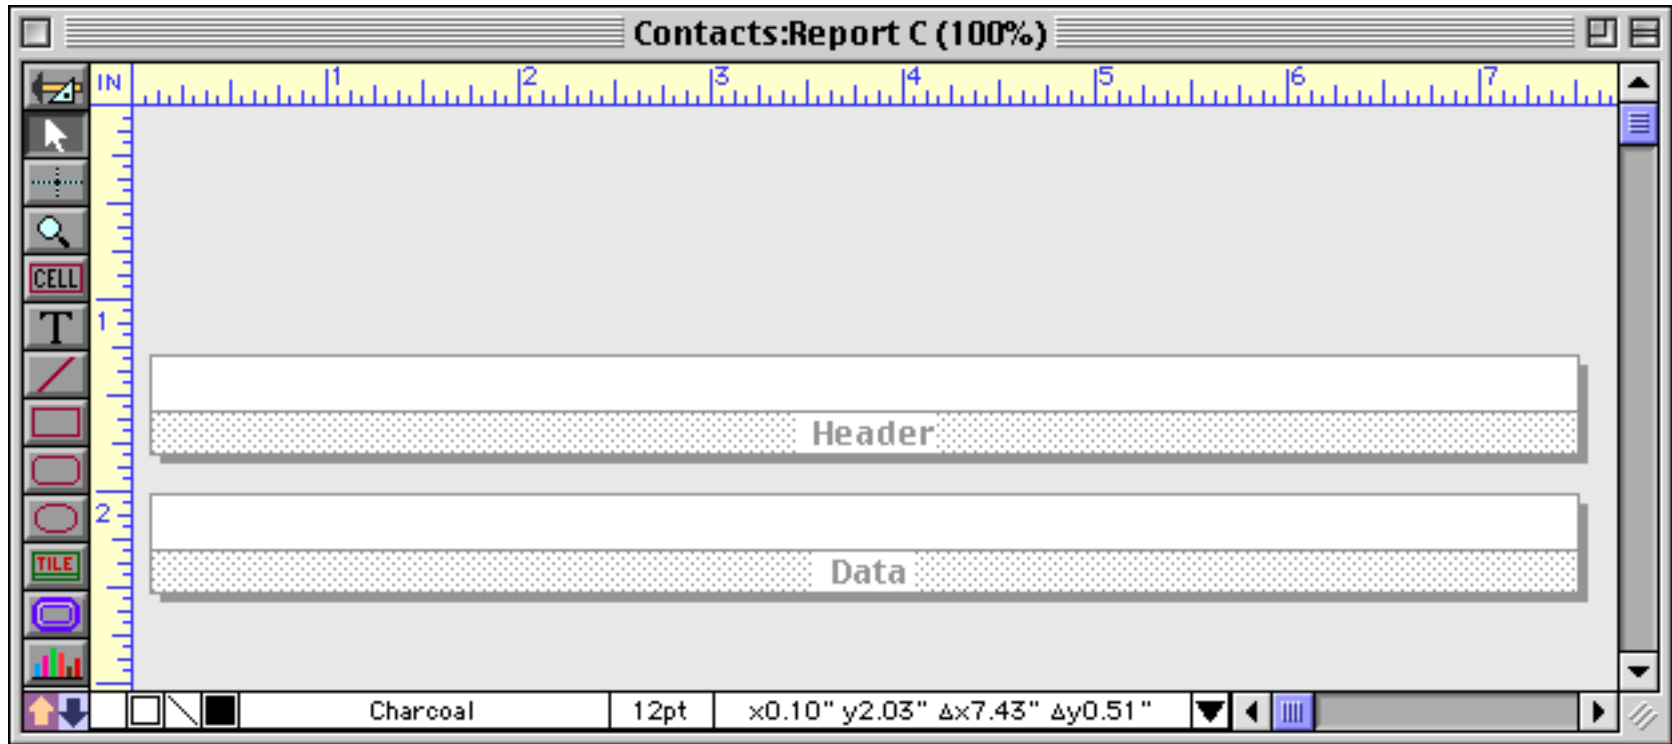 Contacts:Report C (100%)
IN 1 2 3 4 5 6 7
CELL
T
1
Header
2
TILE
Data
Charcoal 12pt x0.10" y2.03" Δx7.43" Δy0.51"